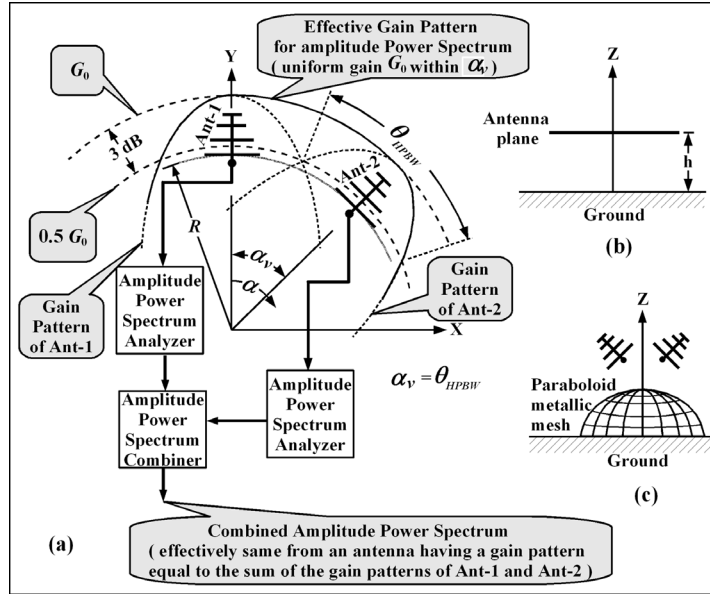 Effective Gain Pattern
for amplitude Power Spectrum
( uniform gain G₀ within αᵥ)
G₀
3 dB
0.5 G₀
Gain
Pattern
of Ant-1
Y
Ant-1
θ_HPBW
Ant-2
R
αᵥ
α
X
Gain
Pattern
of Ant-2
Amplitude
Power
Spectrum
Analyzer
Amplitude
Power
Spectrum
Combiner
Amplitude
Power
Spectrum
Analyzer
αᵥ = θ_HPBW
(a)
Combined Amplitude Power Spectrum
( effectively same from an antenna having a gain pattern
equal to the sum of the gain patterns of Ant-1 and Ant-2 )
Z
Antenna
plane
h
Ground
(b)
Z
Paraboloid
metallic
mesh
Ground
(c)